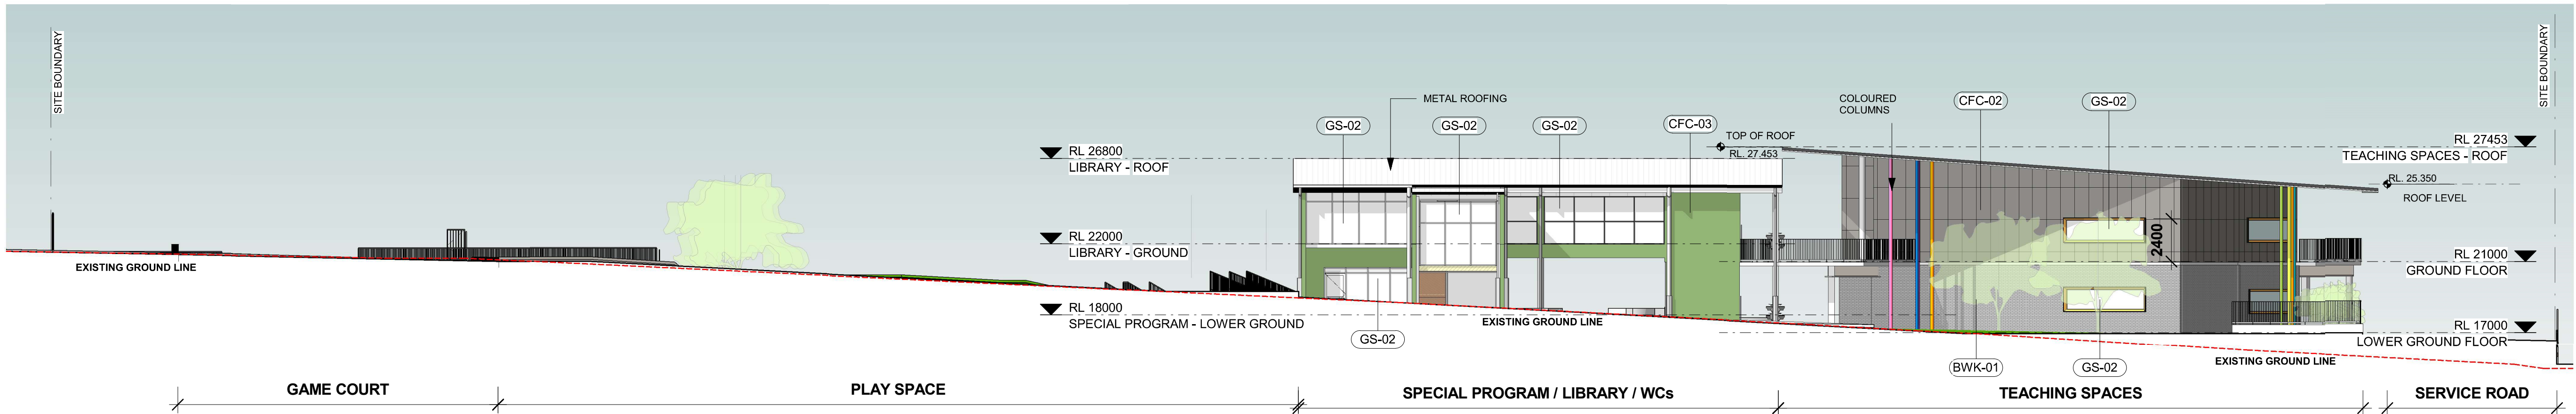 SITE BOUNDARY
EXISTING GROUND LINE
RL 26800
LIBRARY - ROOF
RL 22000
LIBRARY - GROUND
RL 18000
SPECIAL PROGRAM - LOWER GROUND
METAL ROOFING
GS-02
GS-02
GS-02
CFC-03
GS-02
EXISTING GROUND LINE
TOP OF ROOF
RL. 27.453
COLOURED
COLUMNS
CFC-02
GS-02
2400
BWK-01
GS-02
RL 27453
TEACHING SPACES - ROOF
RL. 25.350
ROOF LEVEL
RL 21000
GROUND FLOOR
RL 17000
LOWER GROUND FLOOR
EXISTING GROUND LINE
SITE BOUNDARY
GAME COURT
PLAY SPACE
SPECIAL PROGRAM / LIBRARY / WCs
TEACHING SPACES
SERVICE ROAD